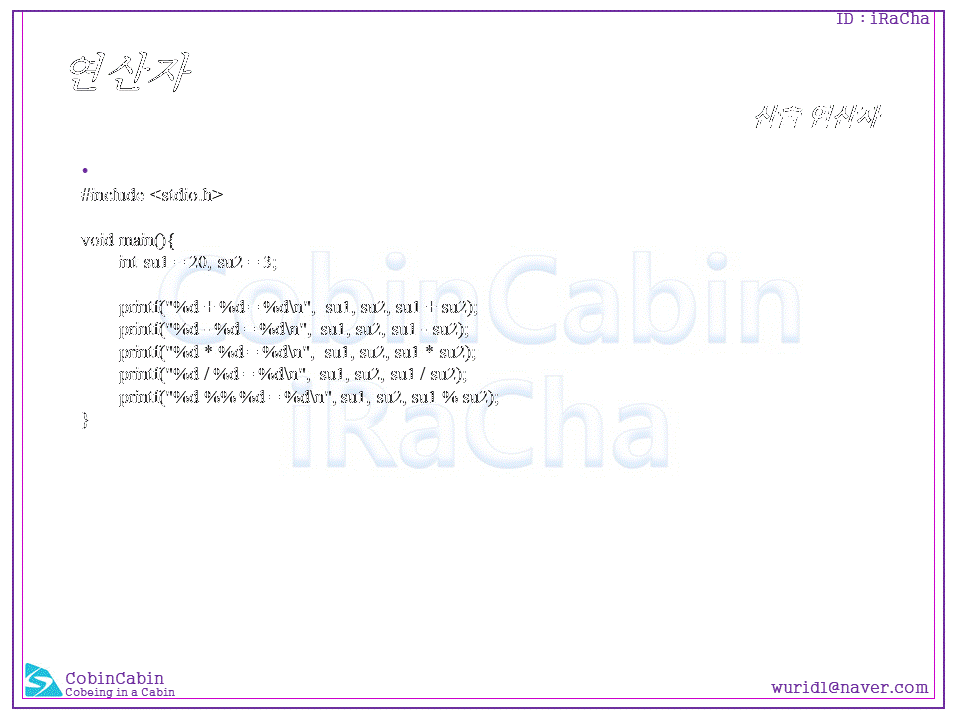 ID : iRaCha
연산자
산술 연산자
•
#include <stdio.h>
void main(){
int su1 = 20, su2 = 3;
printf("%d + %d = %d\n", su1, su2, su1 + su2);
printf("%d - %d = %d\n", su1, su2, su1 - su2);
printf("%d * %d = %d\n", su1, su2, su1 * su2);
printf("%d / %d = %d\n", su1, su2, su1 / su2);
printf("%d %% %d = %d\n", su1, su2, su1 % su2);
}
CobinCabin
iRaCha
CobinCabin
Cobeing in a Cabin
wuridl@naver.com